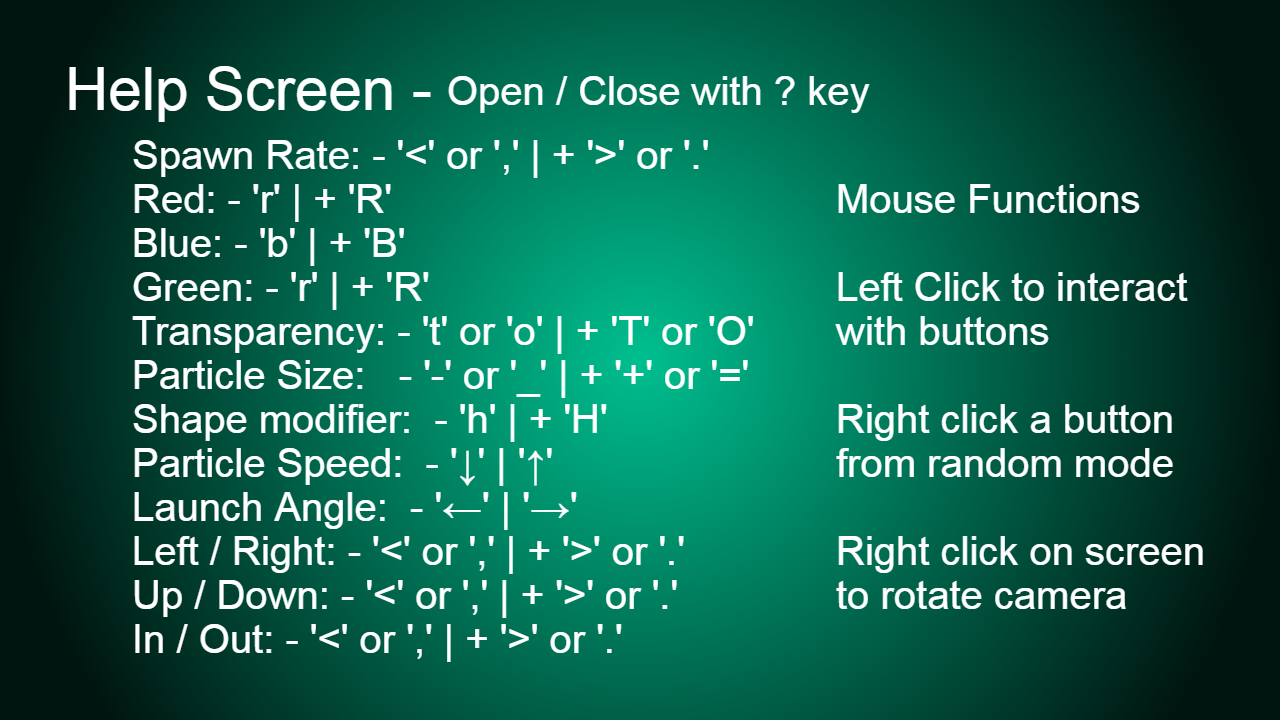 Help Screen - Open / Close with ? key
Spawn Rate: - '<' or ',' | + '>' or '.'
Red: - 'r' | + 'R'
Blue: - 'b' | + 'B'
Green: - 'r' | + 'R'
Transparency: - 't' or 'o' | + 'T' or 'O'
Particle Size: - '-' or '_' | + '+' or '='
Shape modifier: - 'h' | + 'H'
Particle Speed: - '↓' | '↑'
Launch Angle: - '←' | '→'
Left / Right: - '<' or ',' | + '>' or '.'
Up / Down: - '<' or ',' | + '>' or '.'
In / Out: - '<' or ',' | + '>' or '.'
Mouse Functions
Left Click to interact
with buttons
Right click a button
from random mode
Right click on screen
to rotate camera